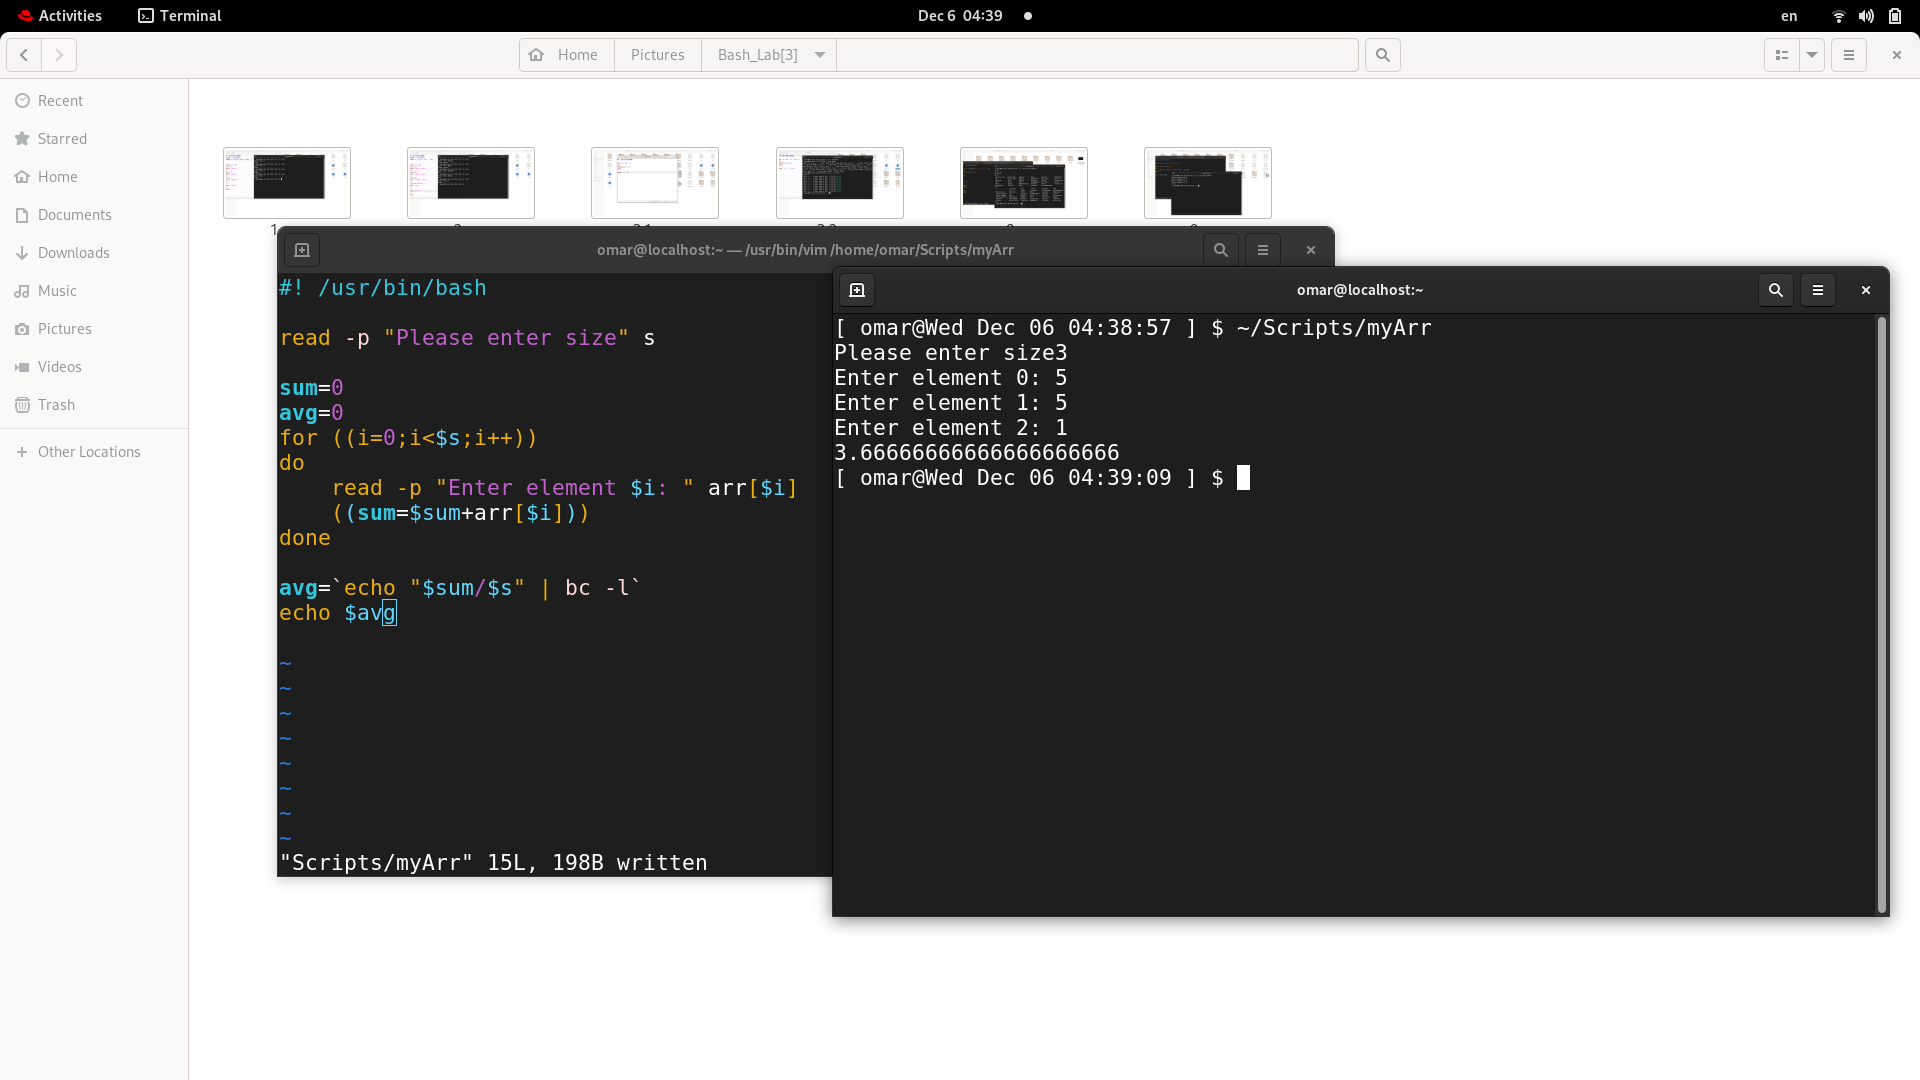 Activities Terminal Dec 6 04:39 en
Home Pictures Bash_Lab[3]
Recent
Starred
Home
Documents
Downloads
Music
Pictures
Videos
Trash
Other Locations
omar@localhost:~ — /usr/bin/vim /home/omar/Scripts/myArr
#! /usr/bin/bash
read -p "Please enter size" s
sum=0
avg=0
for ((i=0;i<$s;i++))
do
    read -p "Enter element $i: " arr[$i]
    ((sum=$sum+arr[$i]))
done
avg=`echo "$sum/$s" | bc -l`
echo $avg
~
~
~
~
~
~
~
~
"Scripts/myArr" 15L, 198B written
omar@localhost:~
[ omar@Wed Dec 06 04:38:57 ] $ ~/Scripts/myArr
Please enter size3
Enter element 0: 5
Enter element 1: 5
Enter element 2: 1
3.66666666666666666666
[ omar@Wed Dec 06 04:39:09 ] $